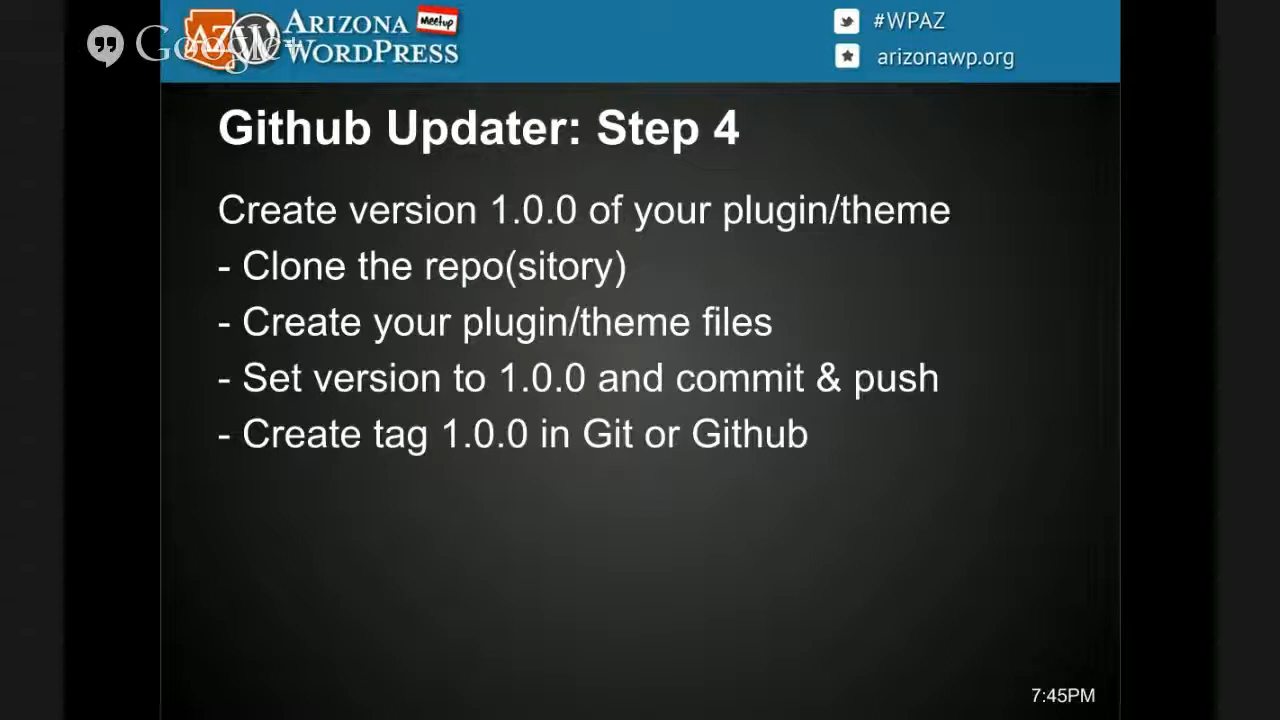 Google+
AZ W
ARIZONA
Meetup
WORDPRESS
#WPAZ
arizonawp.org
Github Updater: Step 4
Create version 1.0.0 of your plugin/theme
- Clone the repo(sitory)
- Create your plugin/theme files
- Set version to 1.0.0 and commit & push
- Create tag 1.0.0 in Git or Github
7:45PM